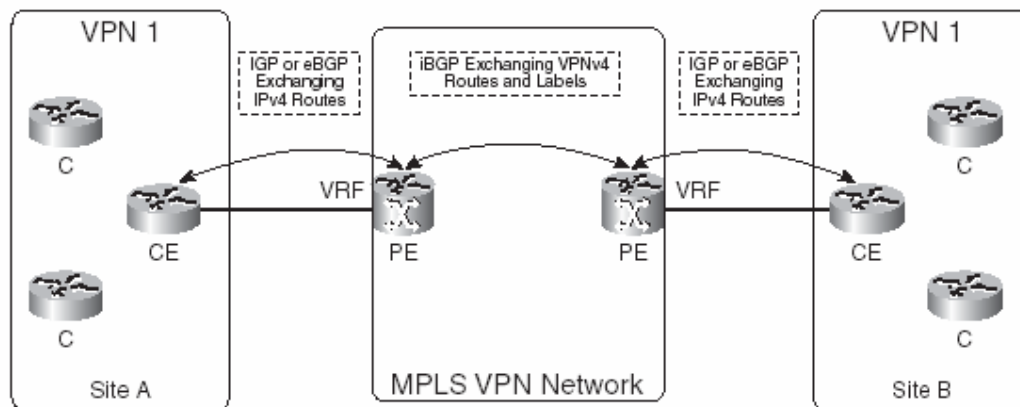 VPN 1
VPN 1
IGP or eBGP
Exchanging
IPv4 Routes
iBGP Exchanging VPNv4
Routes and Labels
IGP or eBGP
Exchanging
IPv4 Routes
C
C
VRF
VRF
CE
PE
PE
CE
C
C
Site A
MPLS VPN Network
Site B